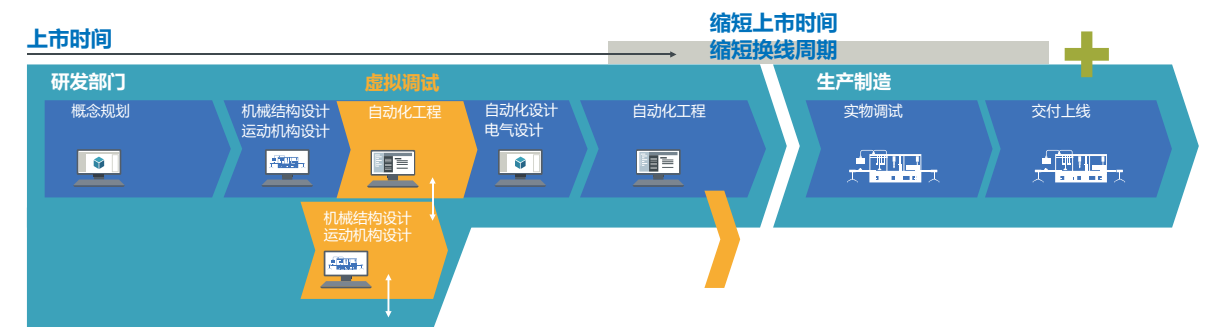 缩短上市时间
上市时间
缩短换线周期
研发部门
虚拟调试
生产制造
概念规划
机械结构设计
运动机构设计
自动化工程
自动化设计
电气设计
自动化工程
实物调试
交付上线
机械结构设计
运动机构设计